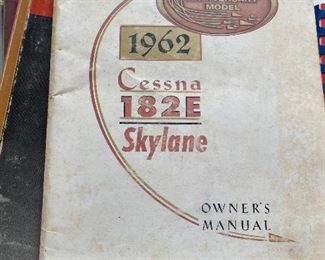 MODEL
1962
Cessna
182E
Skylane
OWNER'S
MANUAL